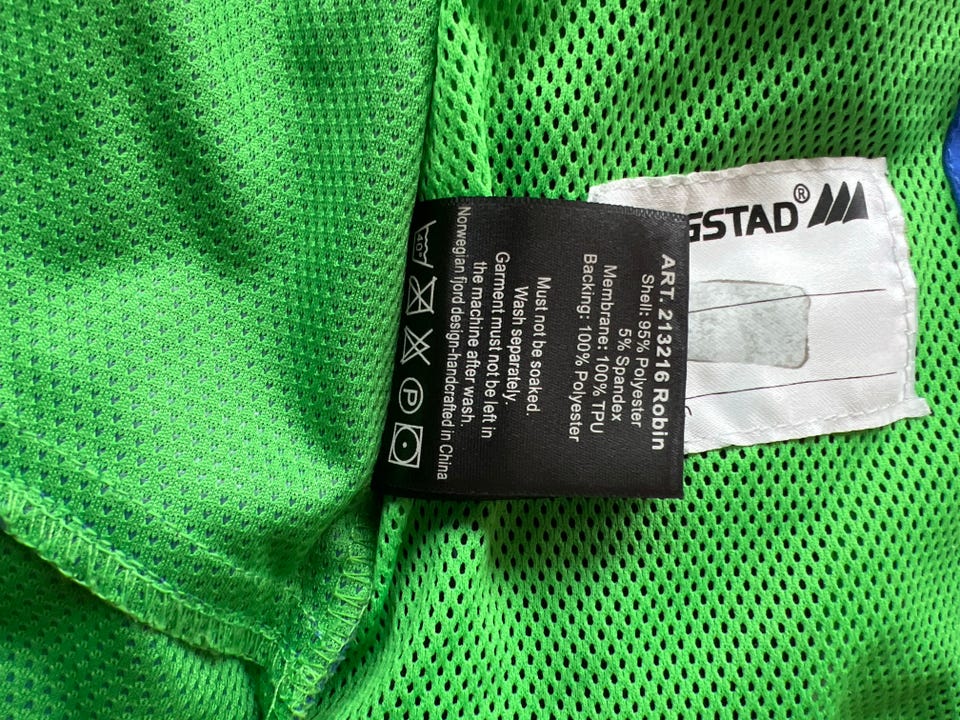 ART. 213216 Robin
Shell: 95% Polyester
5% Spandex
Membrane: 100% TPU
Backing: 100% Polyester
Must not be soaked.
Wash separately.
Garment must not be left in
the machine after wash.
Norwegian fjord design-handcrafted in China
40°
P
GSTAD®